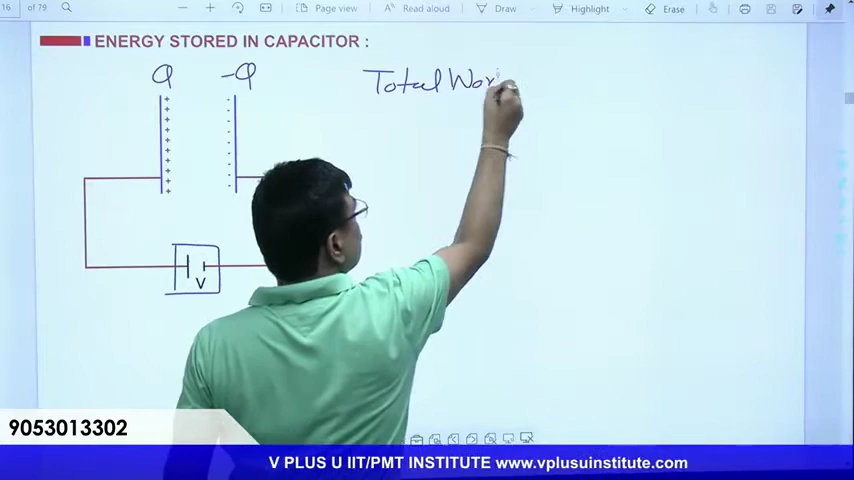 16 of 79 Page view Read aloud Draw Highlight Erase
ENERGY STORED IN CAPACITOR :
Q -Q
Total Wor
V
9053013302
V PLUS U IIT/PMT INSTITUTE www.vplusuinstitute.com